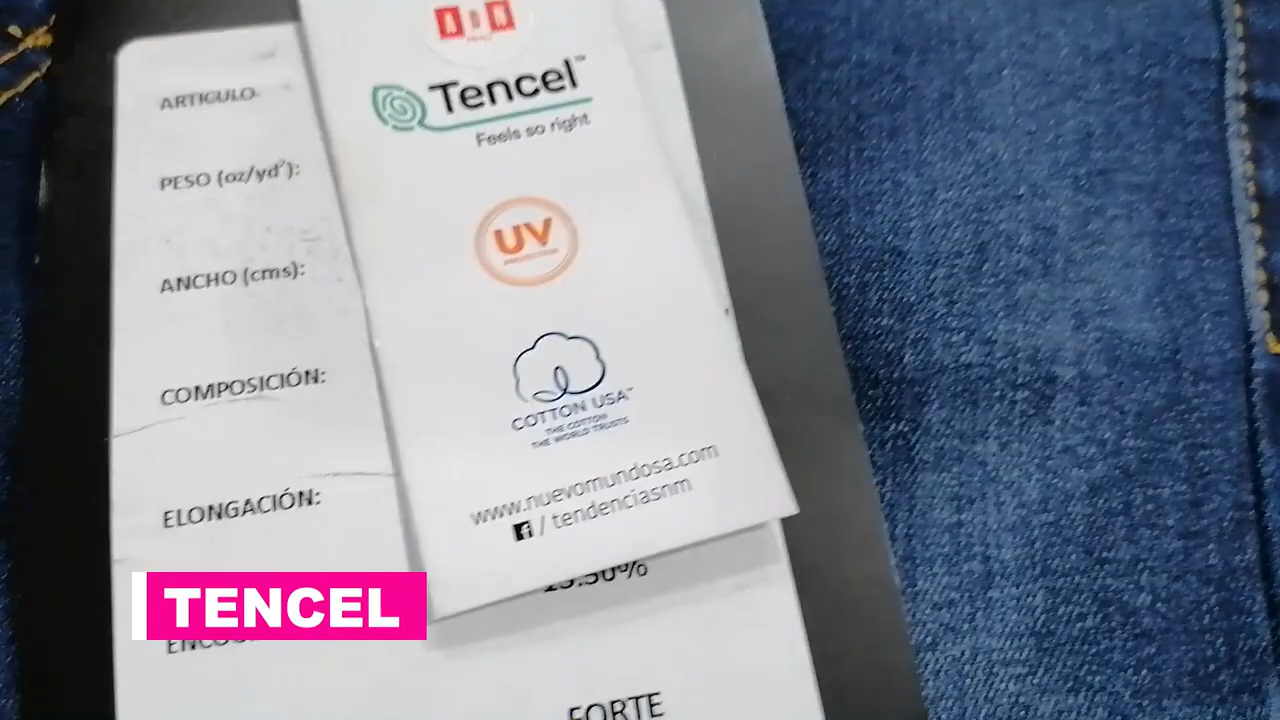 ARTICULO
PESO (oz/yd²):
ANCHO (cms):
COMPOSICIÓN:
ELONGACIÓN:
Tencel™
Feels so right
UV
PROTECTION
COTTON USA™
THE COTTON
THE WORLD TRUSTS
www.nuevomundosa.com
/ tendenciasnm
TENCEL
FORTE